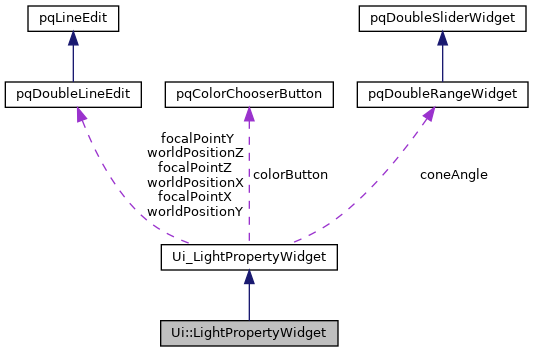 pqLineEdit
pqDoubleSliderWidget
pqDoubleLineEdit
pqColorChooserButton
pqDoubleRangeWidget
focalPointY
worldPositionZ
focalPointZ
worldPositionX
focalPointX
worldPositionY
colorButton
coneAngle
Ui_LightPropertyWidget
Ui::LightPropertyWidget